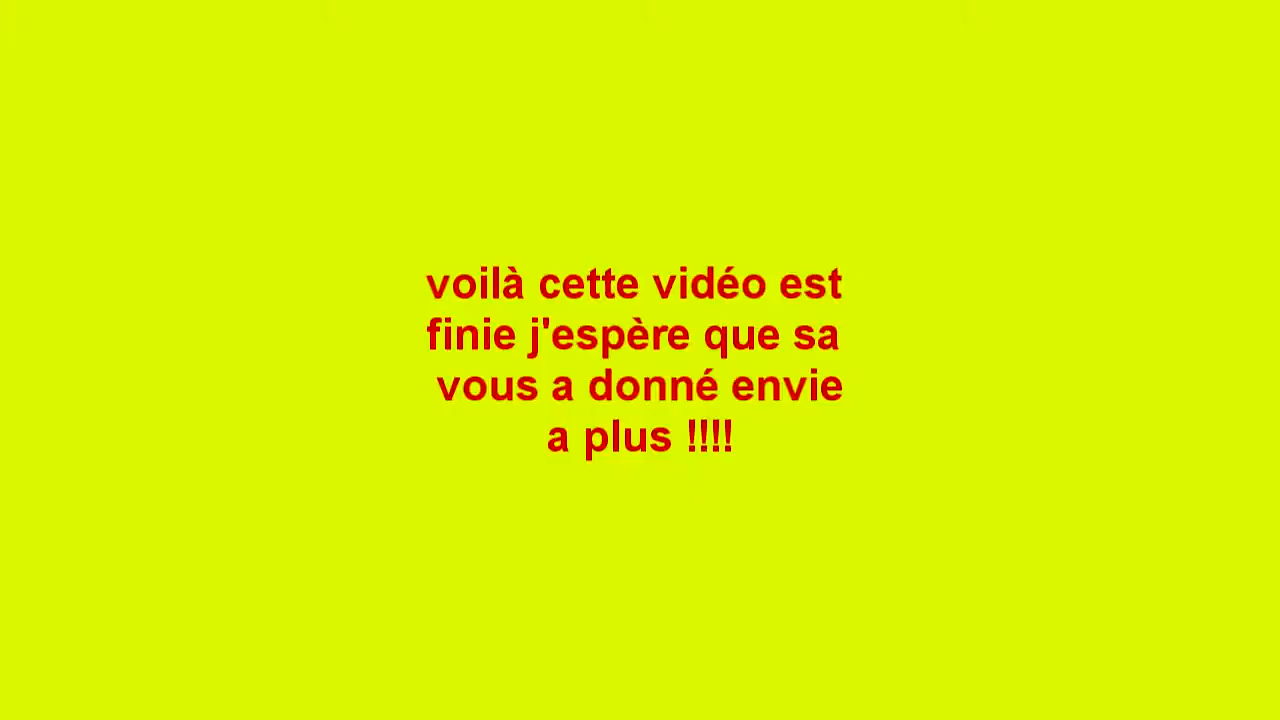 voilà cette vidéo est
finie j'espère que sa
vous a donné envie
a plus !!!!